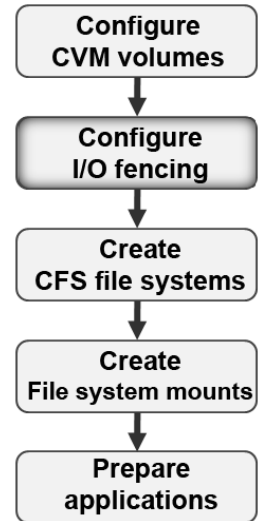 Configure
CVM volumes
Configure
I/O fencing
Create
CFS file systems
Create
File system mounts
Prepare
applications